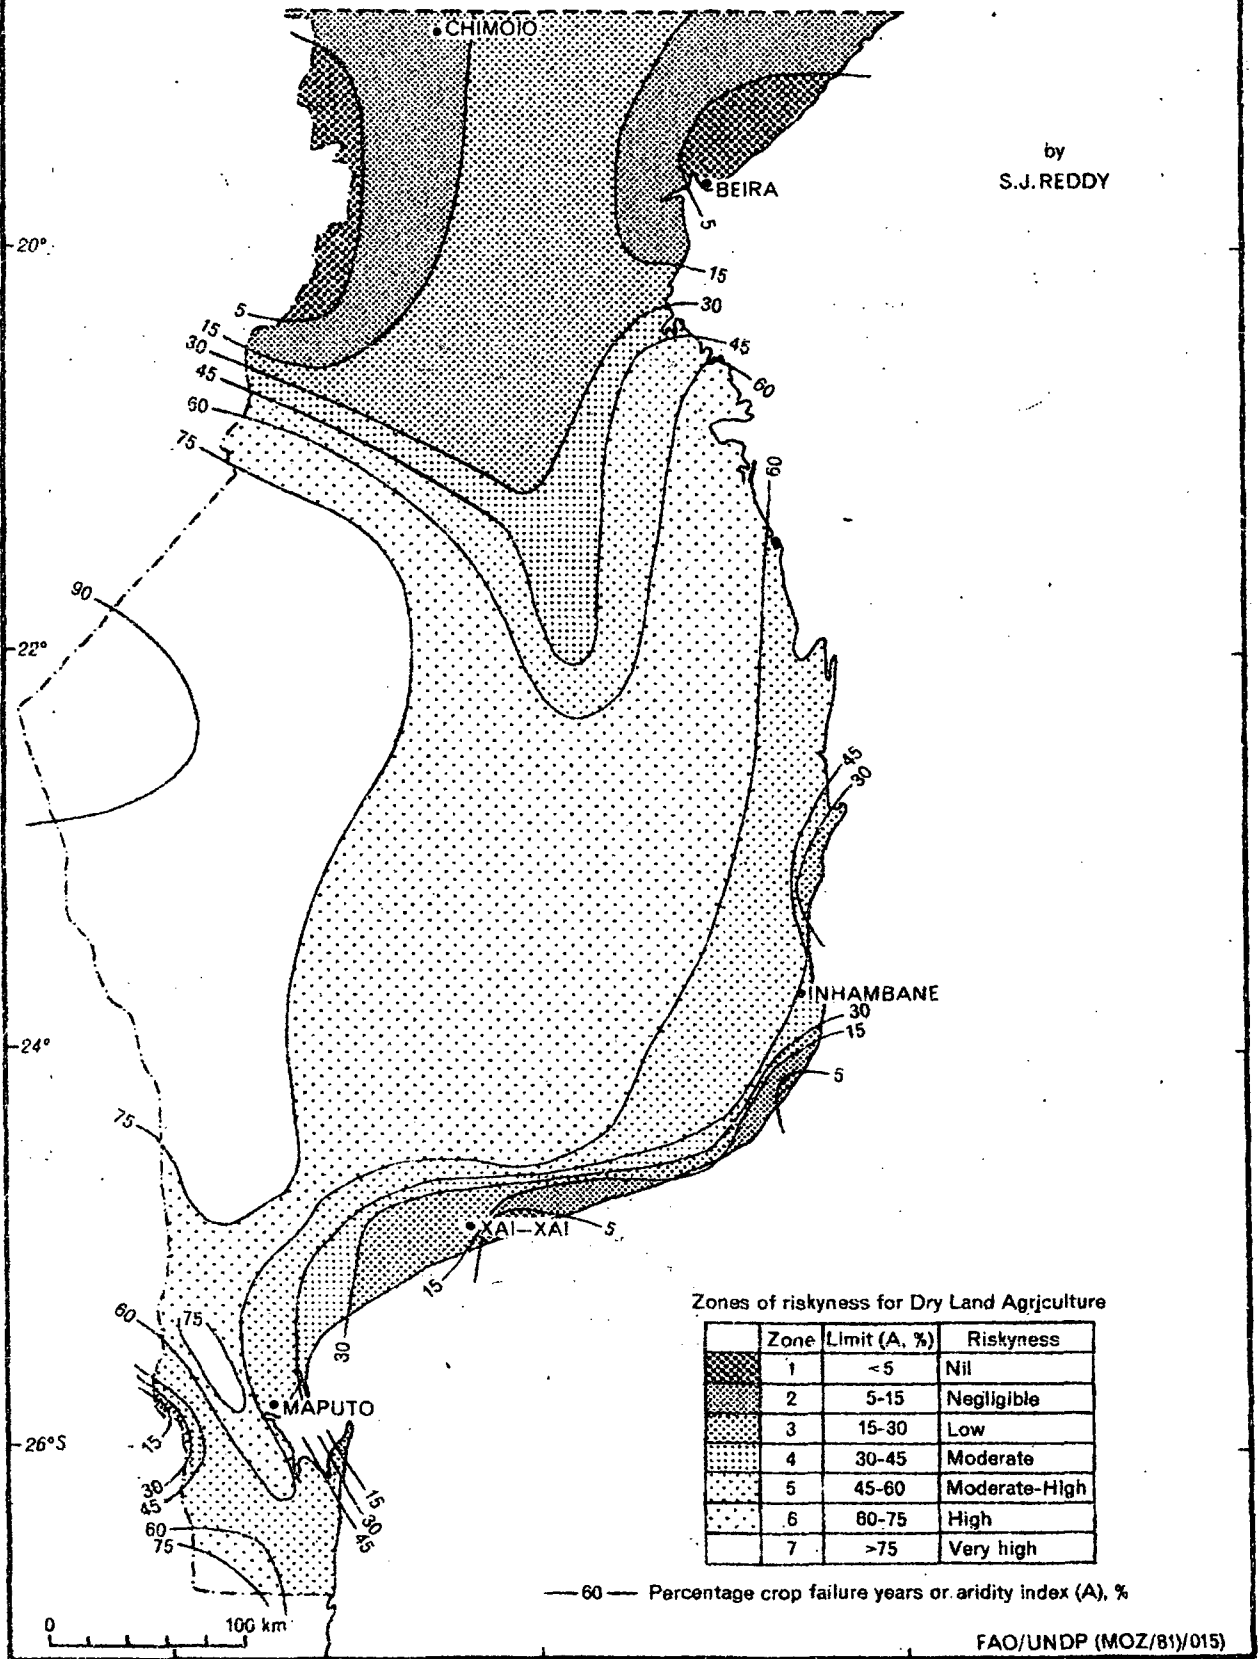 CHIMOIO
by
S.J. REDDY
BEIRA
5
20°
15
5
30
15
30
45
45
60
60
75
60
90
22°
45
30
INHAMBANE
30
15
24°
5
75
XAI-XAI
5
15
60
75
30
MAPUTO
15
26°S
30
45
15
30
45
60
75
Zones of riskyness for Dry Land Agriculture
Zone Limit (A, %) Riskyness
1 <5 Nil
2 5-15 Negligible
3 15-30 Low
4 30-45 Moderate
5 45-60 Moderate-High
6 60-75 High
7 >75 Very high
—60— Percentage crop failure years or aridity index (A), %
0 100 km
FAO/UNDP (MOZ/81)/015)